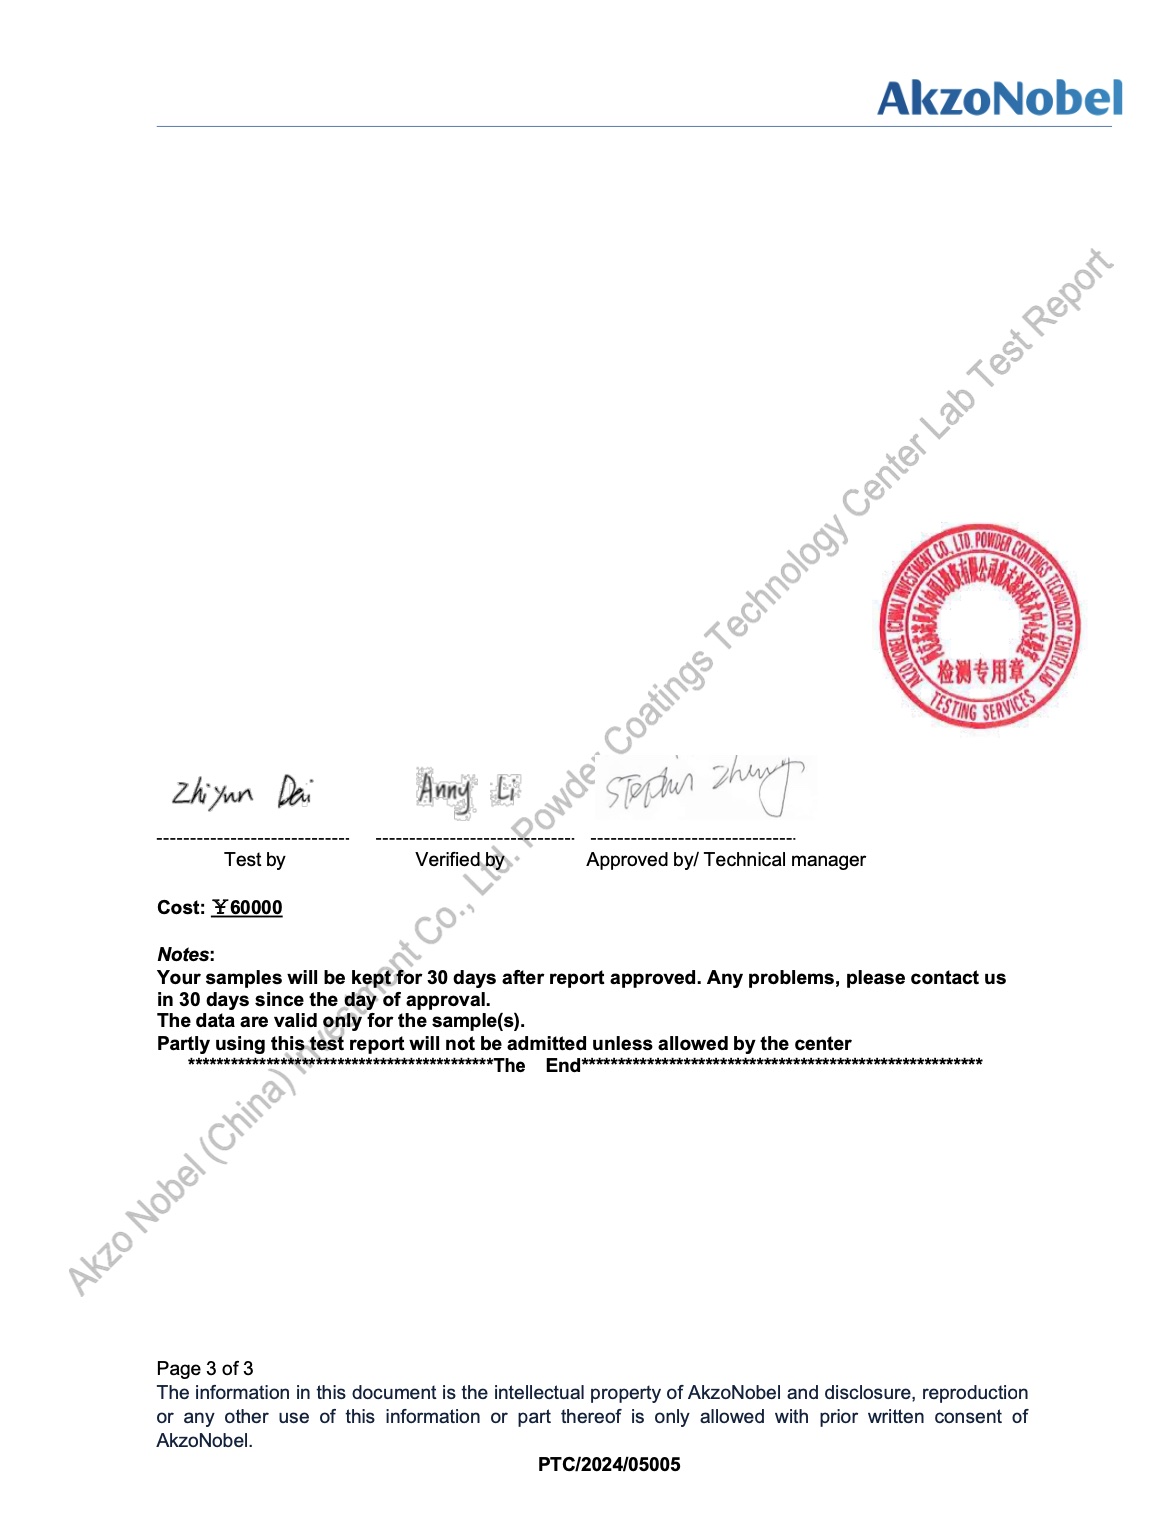 AkzoNobel
Akzo Nobel (China) Investment Co., Ltd. Powder Coatings Technology Center Lab Test Report
AKZO NOBEL (CHINA) INVESTMENT CO., LTD. POWDER COATINGS TECHNOLOGY CENTER LAB
检测专用章
TESTING SERVICES
Zhiyun Dai Anny Li Stephin Zheng
Test by Verified by Approved by/ Technical manager
Cost: ¥60000
Notes:
Your samples will be kept for 30 days after report approved. Any problems, please contact us
in 30 days since the day of approval.
The data are valid only for the sample(s).
Partly using this test report will not be admitted unless allowed by the center
*******************************************The End*********************************************************
Page 3 of 3
The information in this document is the intellectual property of AkzoNobel and disclosure, reproduction
or any other use of this information or part thereof is only allowed with prior written consent of
AkzoNobel.
PTC/2024/05005